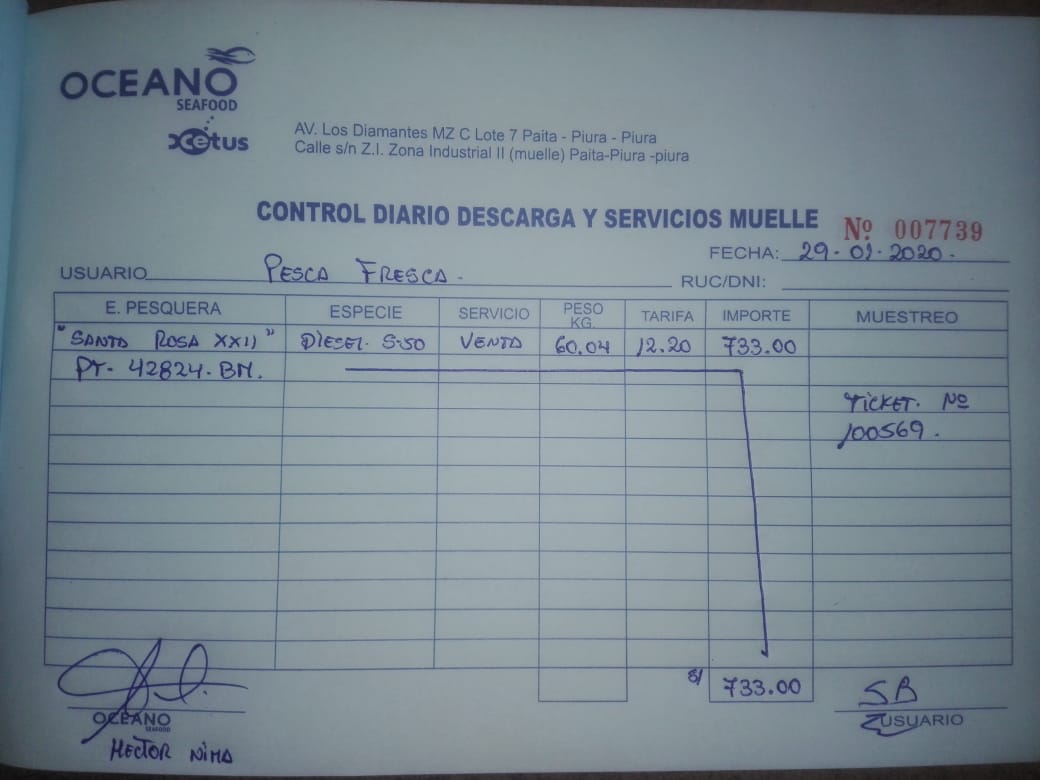 OCEANO
SEAFOOD
xcetus
AV. Los Diamantes MZ C Lote 7 Paita - Piura - Piura
Calle s/n Z.I. Zona Industrial II (muelle) Paita-Piura -piura
CONTROL DIARIO DESCARGA Y SERVICIOS MUELLE Nº 007739
FECHA: 29-01-2020.
USUARIO PESCA FRESCA. RUC/DNI:
E. PESQUERA ESPECIE SERVICIO PESO KG. TARIFA IMPORTE MUESTREO
"SANTA ROSA XXII" DIESEL S-50 VENTA 60.04 12.20 733.00
PT- 42824-BM.
TICKET. Nº
100569.
S/ 733.00
SB
OCEANO
SEAFOOD
USUARIO
HECTOR NIMA